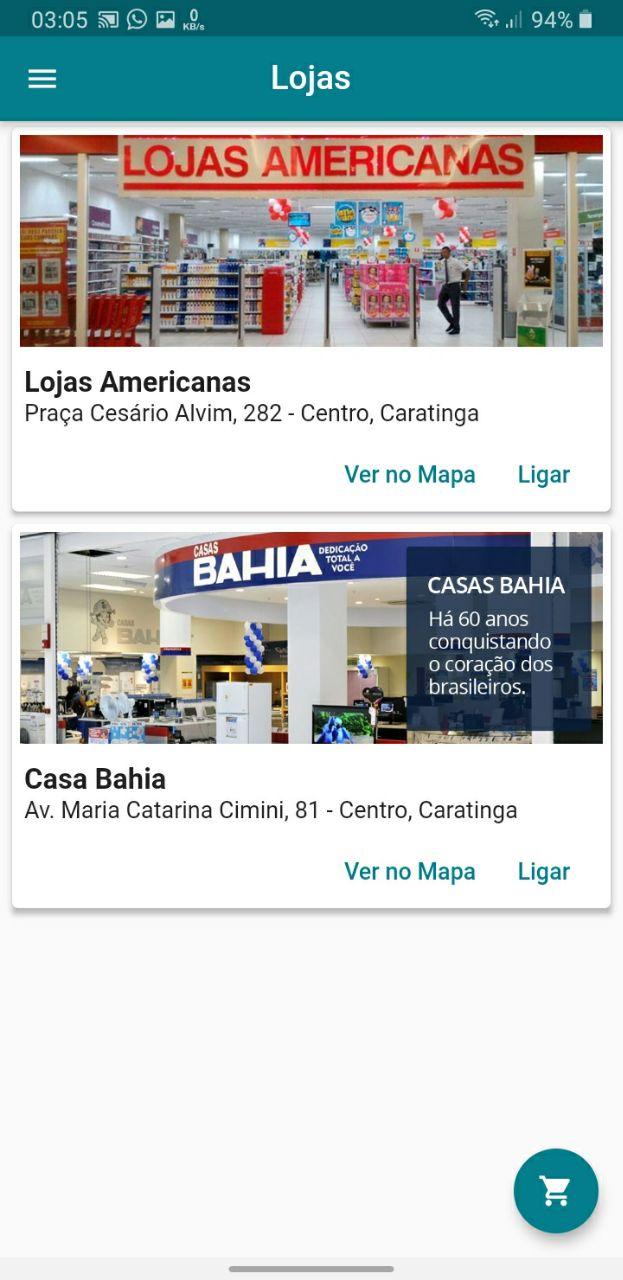 03:05
0
KB/s
94%
Lojas
LOJAS AMERICANAS
Lojas Americanas
Praça Cesário Alvim, 282 - Centro, Caratinga
Ver no Mapa Ligar
CASAS
BAHIA
DEDICAÇÃO
TOTAL A
VOCÊ
CASAS
BAH
CASAS BAHIA
Há 60 anos
conquistando
o coração dos
brasileiros.
Casa Bahia
Av. Maria Catarina Cimini, 81 - Centro, Caratinga
Ver no Mapa Ligar